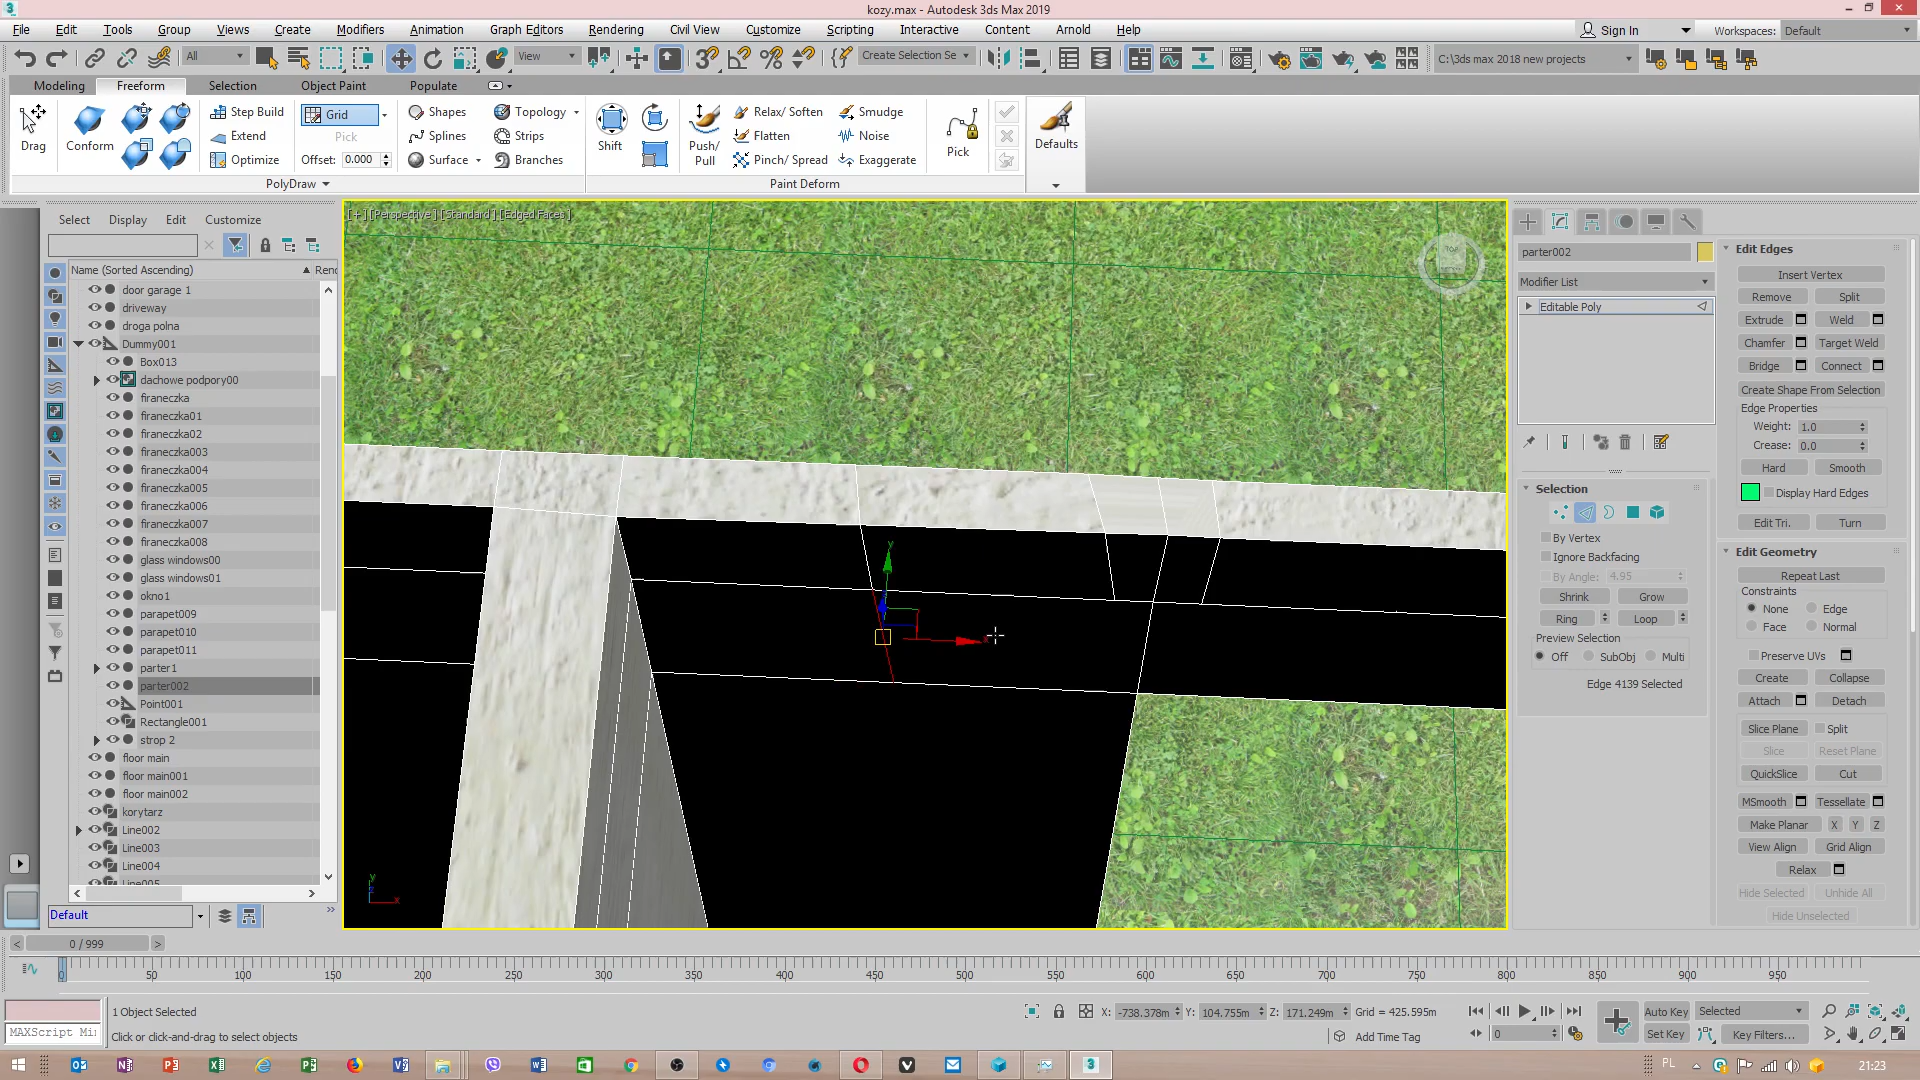 kozy.max - Autodesk 3ds Max 2019
File Edit Tools Group Views Create Modifiers Animation Graph Editors Rendering Civil View Customize Scripting Interactive Content Arnold Help Sign In Workspaces: Default
All View Create Selection Se C:\3ds max 2018 new projects
Modeling Freeform Selection Object Paint Populate
Drag Conform Step Build Extend Optimize Grid Pick Offset: 0.000 Shapes Splines Surface Topology Strips Branches
Shift Push/ Pull Relax/ Soften Flatten Pinch/ Spread Smudge Noise Exaggerate Pick Defaults
PolyDraw Paint Deform
Select Display Edit Customize
Name (Sorted Ascending) Ren
door garage 1
driveway
droga polna
Dummy001
Box013
dachowe podpory00
firaneczka
firaneczka01
firaneczka02
firaneczka003
firaneczka004
firaneczka005
firaneczka006
firaneczka007
firaneczka008
glass windows00
glass windows01
okno1
parapet009
parapet010
parapet011
parter1
parter002
Point001
Rectangle001
strop 2
floor main
floor main001
floor main002
korytarz
Line002
Line003
Line004
Line005
Default
[+] [Perspective] [Standard] [Edged Faces]
TOP
parter002
Modifier List
Editable Poly
Selection
By Vertex
Ignore Backfacing
By Angle: 4.95
Shrink Grow
Ring Loop
Preview Selection
Off SubObj Multi
Edge 4139 Selected
Edit Edges
Insert Vertex
Remove Split
Extrude Weld
Chamfer Target Weld
Bridge Connect
Create Shape From Selection
Edge Properties
Weight: 1.0
Crease: 0.0
Hard Smooth
Display Hard Edges
Edit Tri. Turn
Edit Geometry
Repeat Last
Constraints
None Edge
Face Normal
Preserve UVs
Create Collapse
Attach Detach
Slice Plane Split
Slice Reset Plane
QuickSlice Cut
MSmooth Tessellate
Make Planar X Y Z
View Align Grid Align
Relax
Hide Selected Unhide All
Hide Unselected
0 / 999
0 50 100 150 200 250 300 350 400 450 500 550 600 650 700 750 800 850 900 950
1 Object Selected
X: -738.378m Y: 104.755m Z: 171.249m Grid = 425.595m
Auto Key Selected
MAXScript Mi
Click or click-and-drag to select objects
Add Time Tag
0
Set Key Key Filters...
PL 21:23